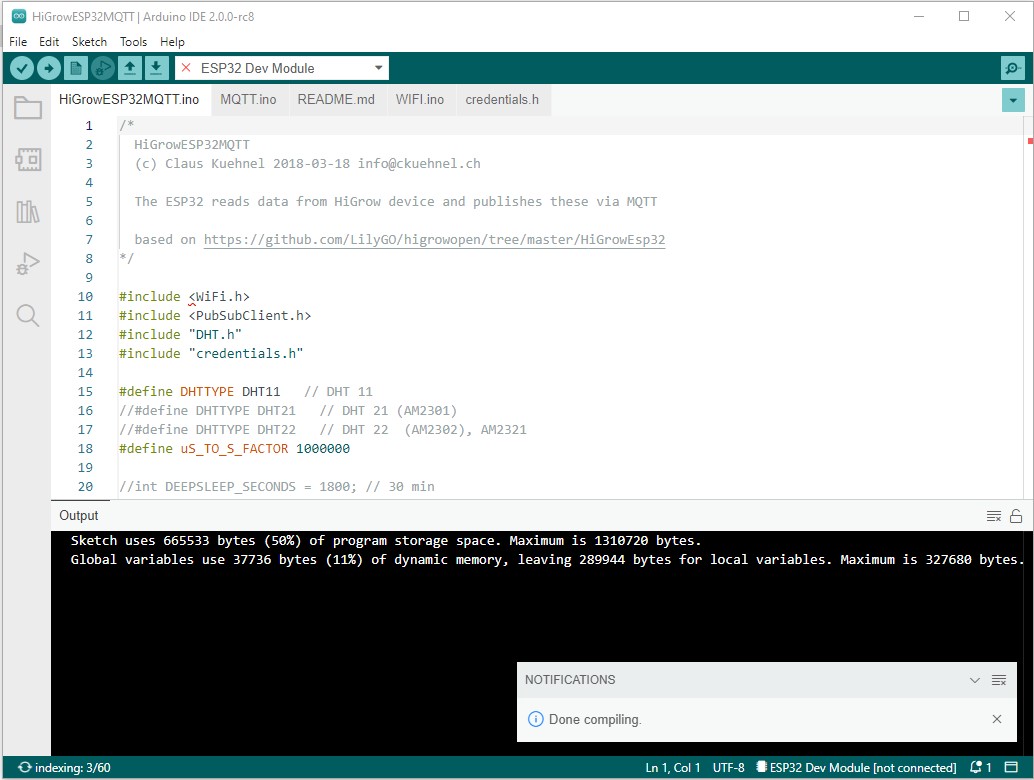 HiGrowESP32MQTT | Arduino IDE 2.0.0-rc8
File Edit Sketch Tools Help
ESP32 Dev Module
HiGrowESP32MQTT.ino MQTT.ino README.md WIFI.ino credentials.h
1 /*
2 HiGrowESP32MQTT
3 (c) Claus Kuehnel 2018-03-18 info@ckuehnel.ch
4
5 The ESP32 reads data from HiGrow device and publishes these via MQTT
6
7 based on https://github.com/LilyGO/higrowopen/tree/master/HiGrowEsp32
8 */
9
10 #include <WiFi.h>
11 #include <PubSubClient.h>
12 #include "DHT.h"
13 #include "credentials.h"
14
15 #define DHTTYPE DHT11 // DHT 11
16 //#define DHTTYPE DHT21 // DHT 21 (AM2301)
17 //#define DHTTYPE DHT22 // DHT 22 (AM2302), AM2321
18 #define uS_TO_S_FACTOR 1000000
19
20 //int DEEPSLEEP_SECONDS = 1800; // 30 min
Output
Sketch uses 665533 bytes (50%) of program storage space. Maximum is 1310720 bytes.
Global variables use 37736 bytes (11%) of dynamic memory, leaving 289944 bytes for local variables. Maximum is 327680 bytes.
NOTIFICATIONS
Done compiling.
indexing: 3/60 Ln 1, Col 1 UTF-8 ESP32 Dev Module [not connected] 1